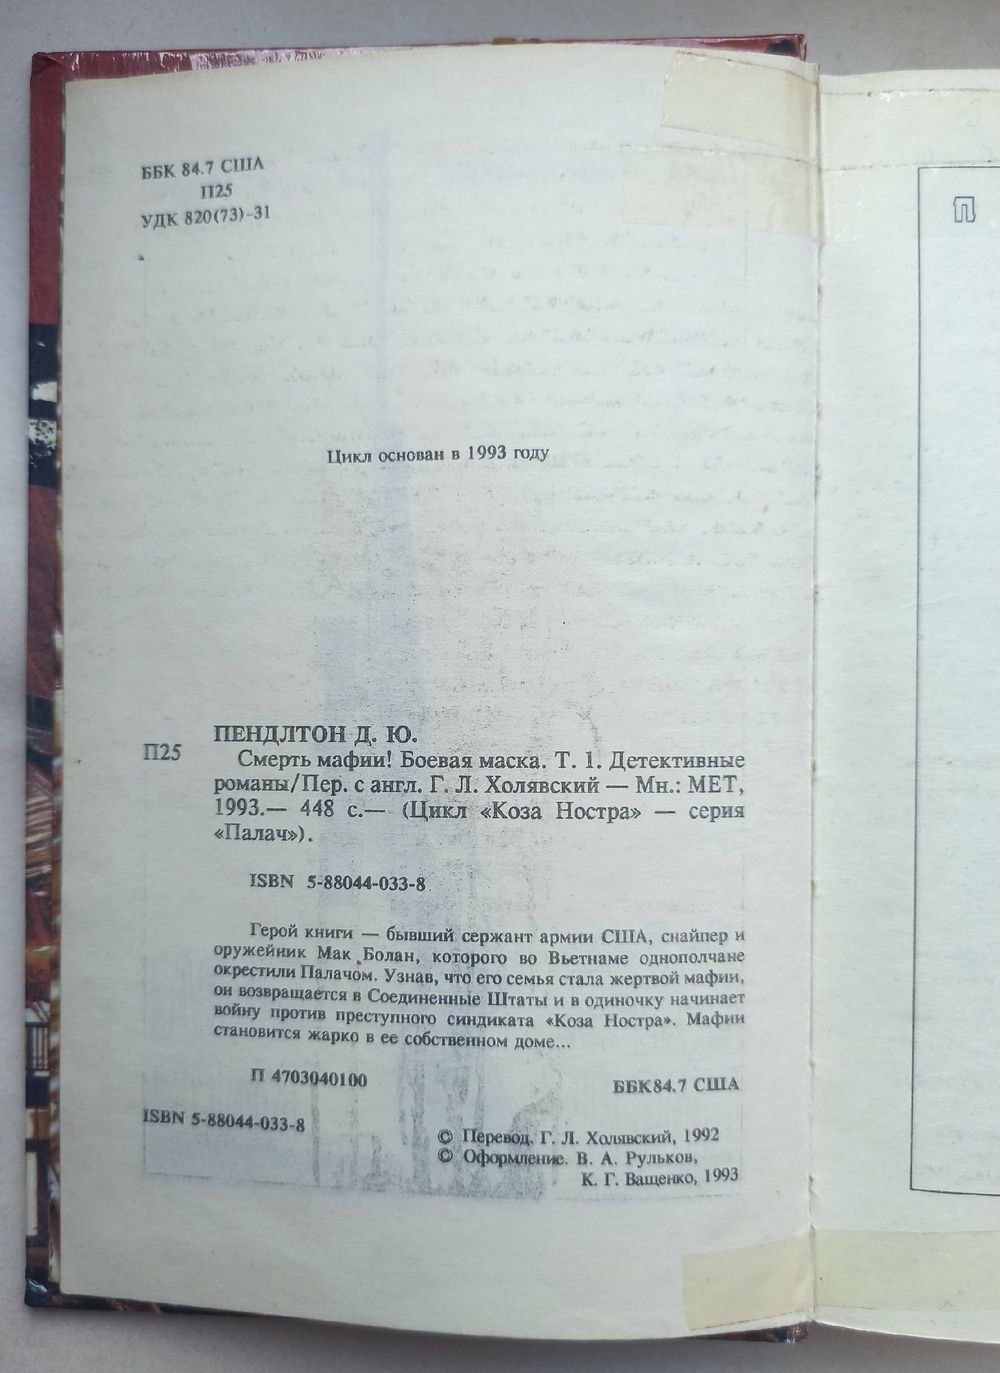 ББК 84.7 США
П25
УДК 820(73)-31
П
Цикл основан в 1993 году
ПЕНДЛТОН Д. Ю.
П25
Смерть мафии! Боевая маска. Т. 1. Детективные
романы/Пер. с англ. Г. Л. Холявский — Мн.: МЕТ,
1993.— 448 с.— (Цикл «Коза Ностра» — серия
«Палач»).
ISBN 5-88044-033-8
Герой книги — бывший сержант армии США, снайпер и
оружейник Мак Болан, которого во Вьетнаме однополчане
окрестили Палачом. Узнав, что его семья стала жертвой мафии,
он возвращается в Соединенные Штаты и в одиночку начинает
войну против преступного синдиката «Коза Ностра». Мафии
становится жарко в ее собственном доме...
П 4703040100
ББК84.7 США
ISBN 5-88044-033-8
© Перевод. Г. Л. Холявский, 1992
© Оформление. В. А. Рульков,
К. Г. Ващенко, 1993